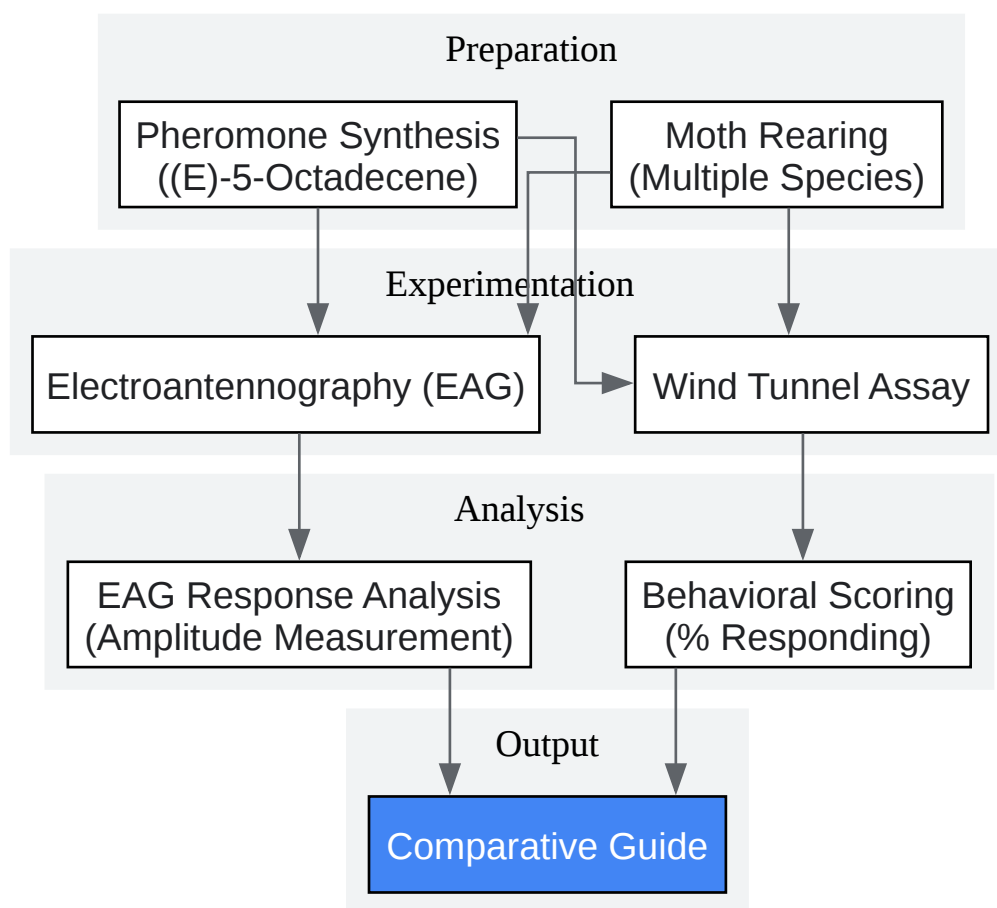 Preparation
Pheromone Synthesis
((E)-5-Octadecene)
Moth Rearing
(Multiple Species)
Experimentation
Electroantennography (EAG)
Wind Tunnel Assay
Analysis
EAG Response Analysis
(Amplitude Measurement)
Behavioral Scoring
(% Responding)
Output
Comparative Guide